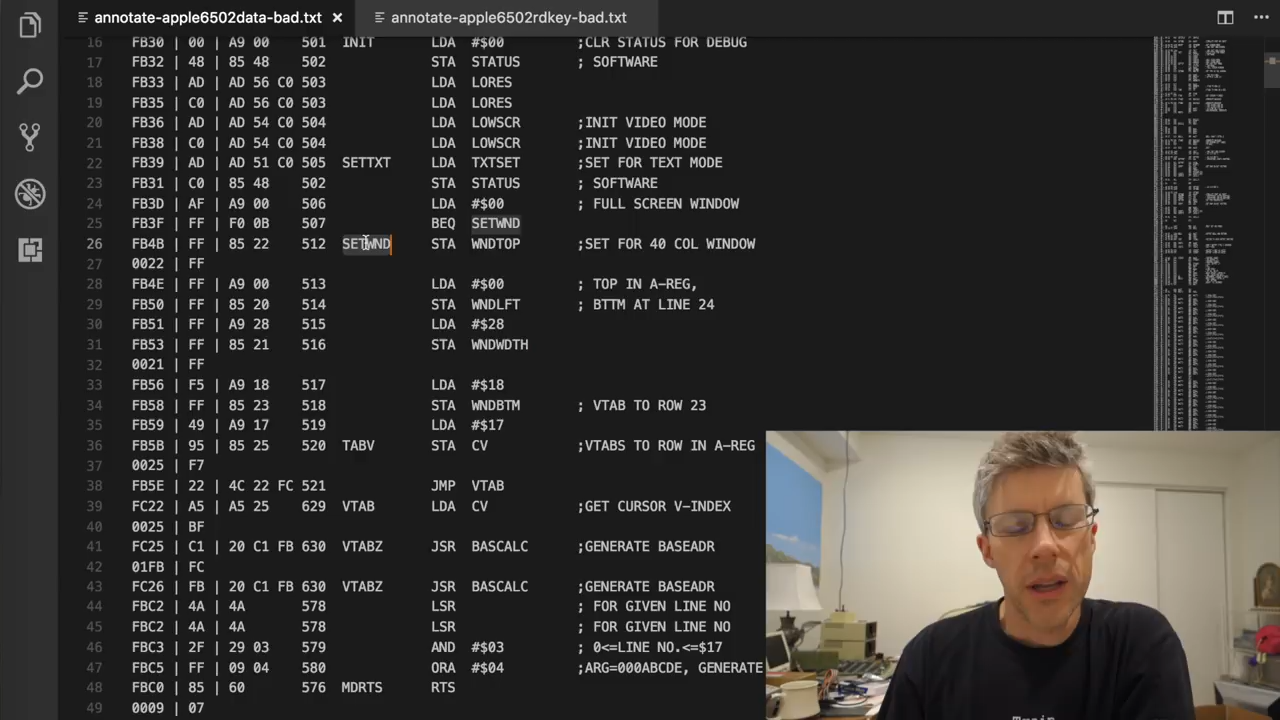 annotate-apple6502data-bad.txt × annotate-apple6502rdkey-bad.txt
16 FB30 | 00 | A9 00 501 INIT LDA #$00 ;CLR STATUS FOR DEBUG
17 FB32 | 48 | 85 48 502 STA STATUS ; SOFTWARE
18 FB33 | AD | AD 56 C0 503 LDA LORES
19 FB35 | C0 | AD 56 C0 503 LDA LORES
20 FB36 | AD | AD 54 C0 504 LDA LOWSCR ;INIT VIDEO MODE
21 FB38 | C0 | AD 54 C0 504 LDA LOWSCR ;INIT VIDEO MODE
22 FB39 | AD | AD 51 C0 505 SETTXT LDA TXTSET ;SET FOR TEXT MODE
23 FB31 | C0 | 85 48 502 STA STATUS ; SOFTWARE
24 FB3D | AF | A9 00 506 LDA #$00 ; FULL SCREEN WINDOW
25 FB3F | FF | F0 0B 507 BEQ SETWND
26 FB4B | FF | 85 22 512 SETWND STA WNDTOP ;SET FOR 40 COL WINDOW
27 0022 | FF
28 FB4E | FF | A9 00 513 LDA #$00 ; TOP IN A-REG,
29 FB50 | FF | 85 20 514 STA WNDLFT ; BTTM AT LINE 24
30 FB51 | FF | A9 28 515 LDA #$28
31 FB53 | FF | 85 21 516 STA WNDWDTH
32 0021 | FF
33 FB56 | F5 | A9 18 517 LDA #$18
34 FB58 | FF | 85 23 518 STA WNDBTM ; VTAB TO ROW 23
35 FB59 | 49 | A9 17 519 LDA #$17
36 FB5B | 95 | 85 25 520 TABV STA CV ;VTABS TO ROW IN A-REG
37 0025 | F7
38 FB5E | 22 | 4C 22 FC 521 JMP VTAB
39 FC22 | A5 | A5 25 629 VTAB LDA CV ;GET CURSOR V-INDEX
40 0025 | BF
41 FC25 | C1 | 20 C1 FB 630 VTABZ JSR BASCALC ;GENERATE BASEADR
42 01FB | FC
43 FC26 | FB | 20 C1 FB 630 VTABZ JSR BASCALC ;GENERATE BASEADR
44 FBC2 | 4A | 4A 578 LSR ; FOR GIVEN LINE NO
45 FBC2 | 4A | 4A 578 LSR ; FOR GIVEN LINE NO
46 FBC3 | 2F | 29 03 579 AND #$03 ; 0<=LINE NO.<=$17
47 FBC5 | FF | 09 04 580 ORA #$04 ;ARG=000ABCDE, GENERATE
48 FBC0 | 85 | 60 576 MDRTS RTS
49 0009 | 07